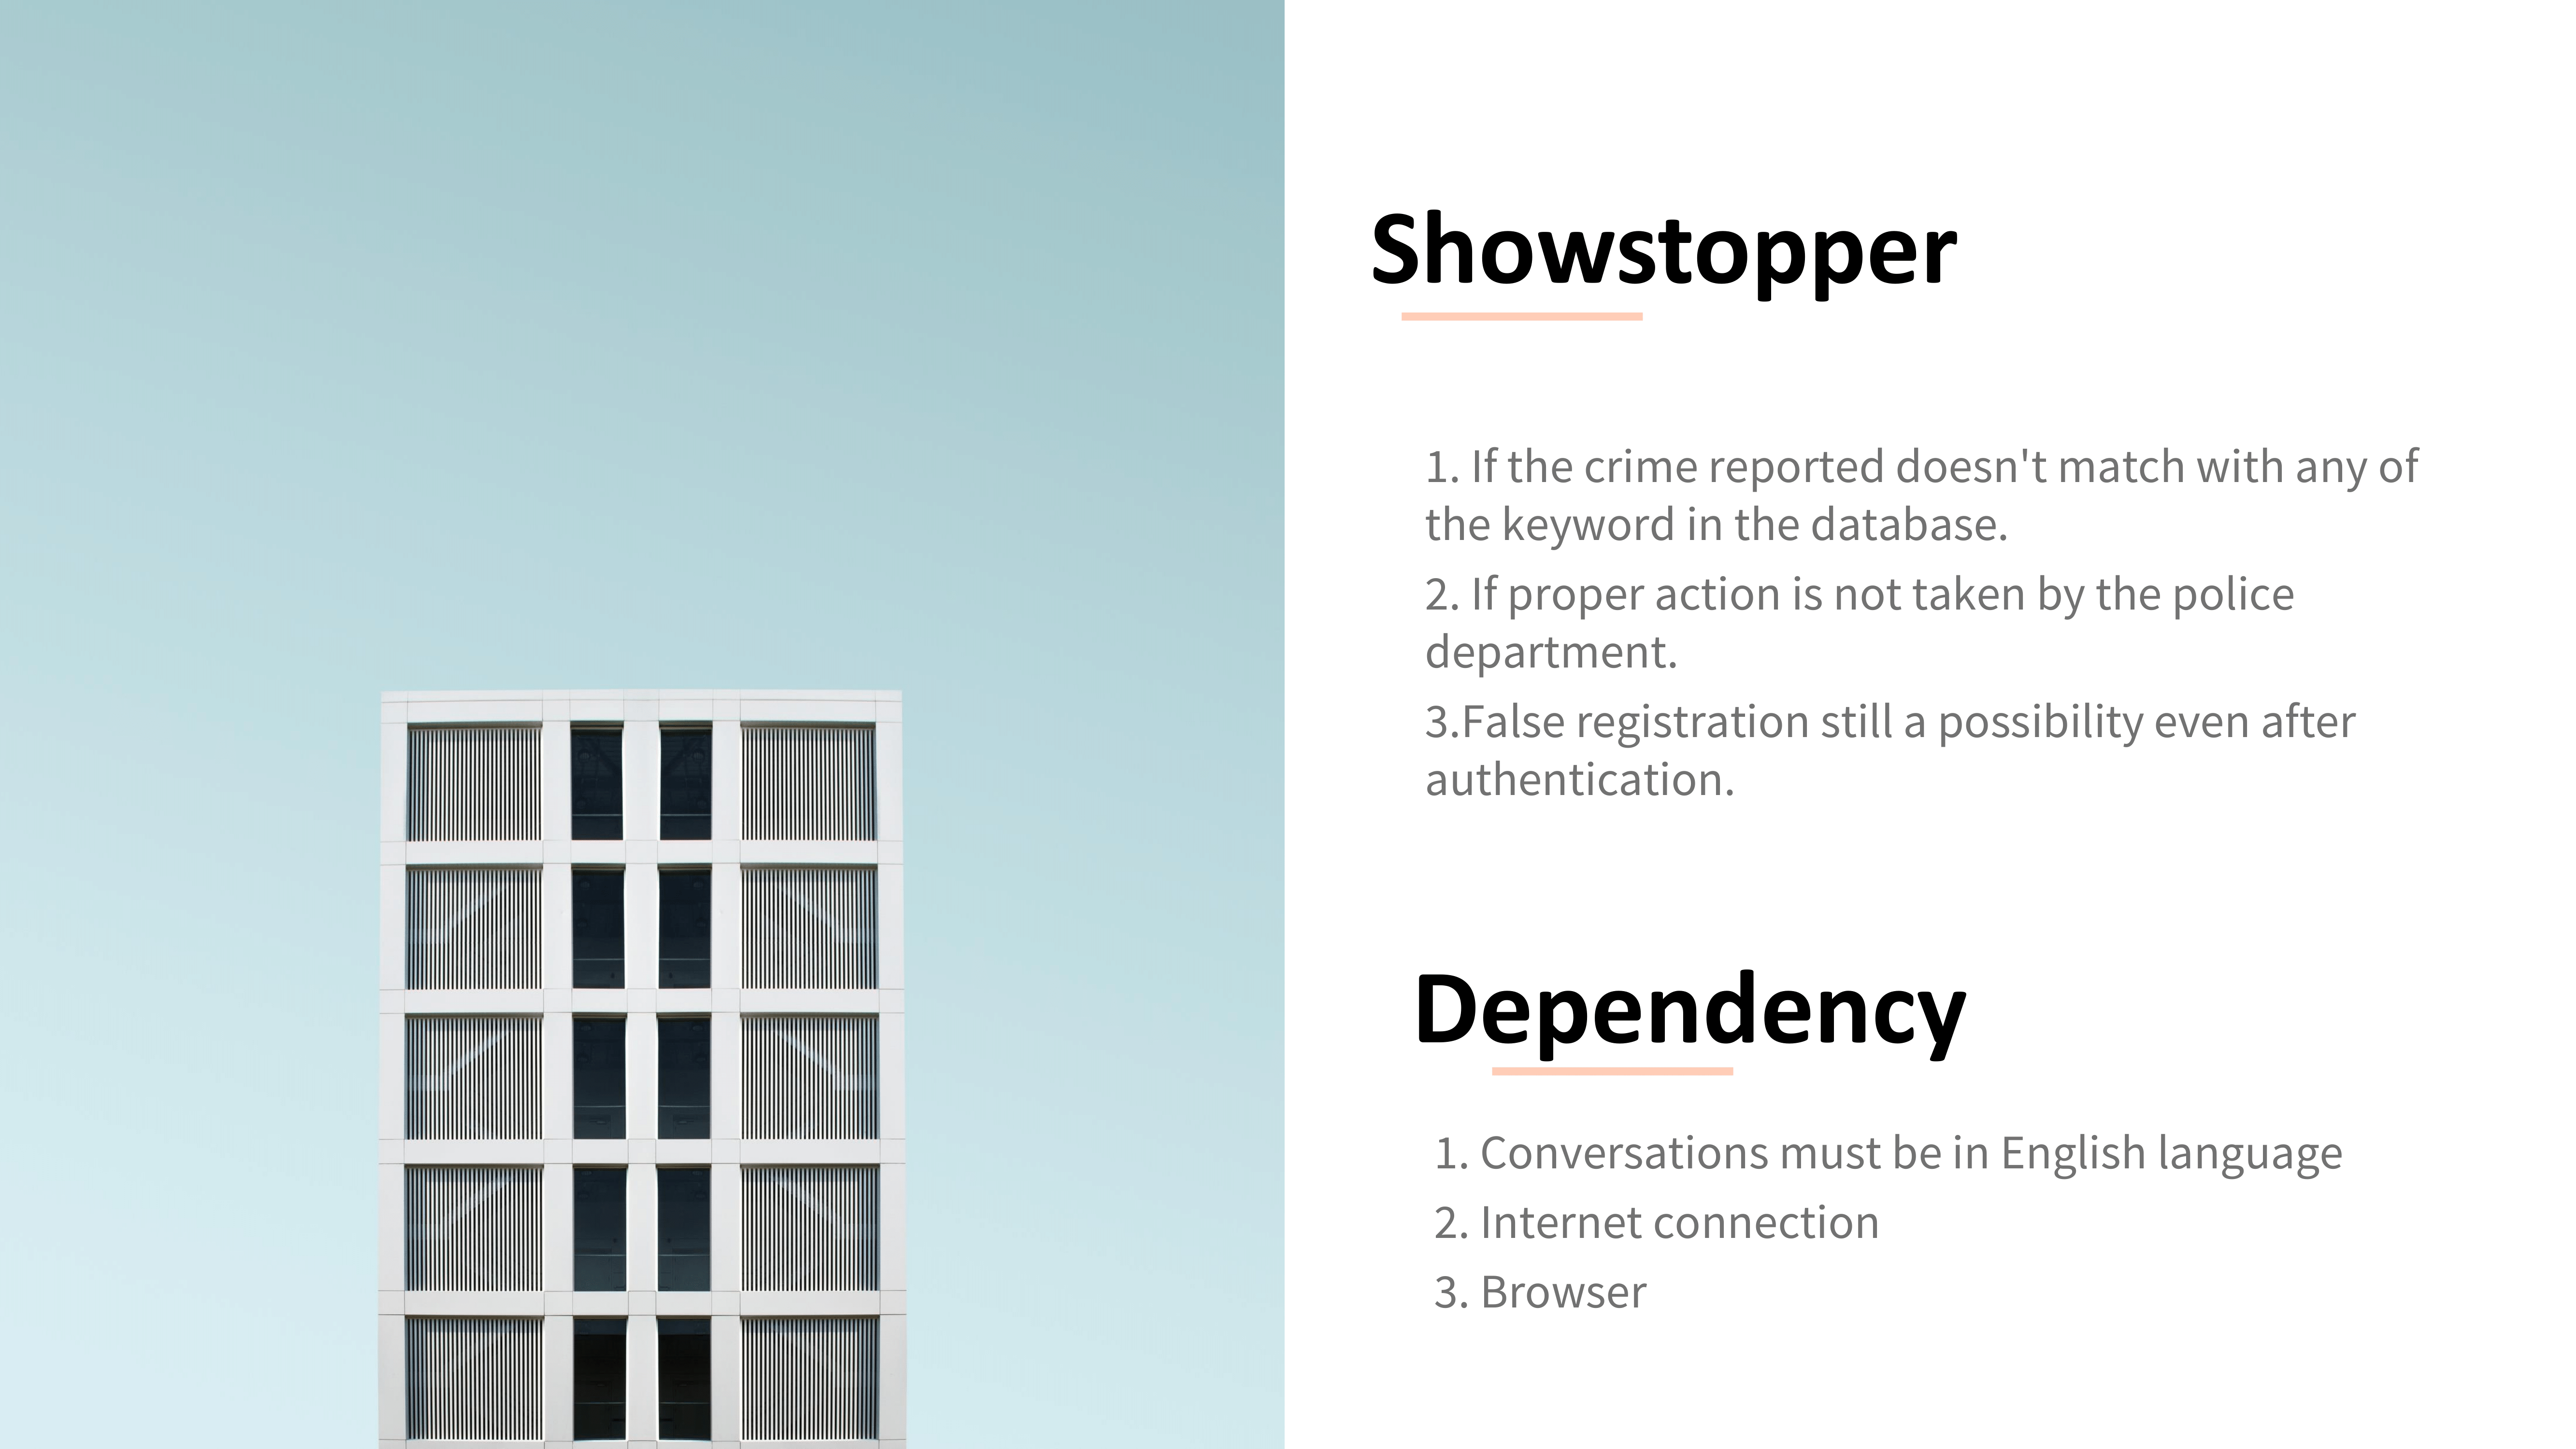 Showstopper
1. If the crime reported doesn't match with any of
the keyword in the database.
2. If proper action is not taken by the police
department.
3.False registration still a possibility even after
authentication.
Dependency
1. Conversations must be in English language
2. Internet connection
3. Browser